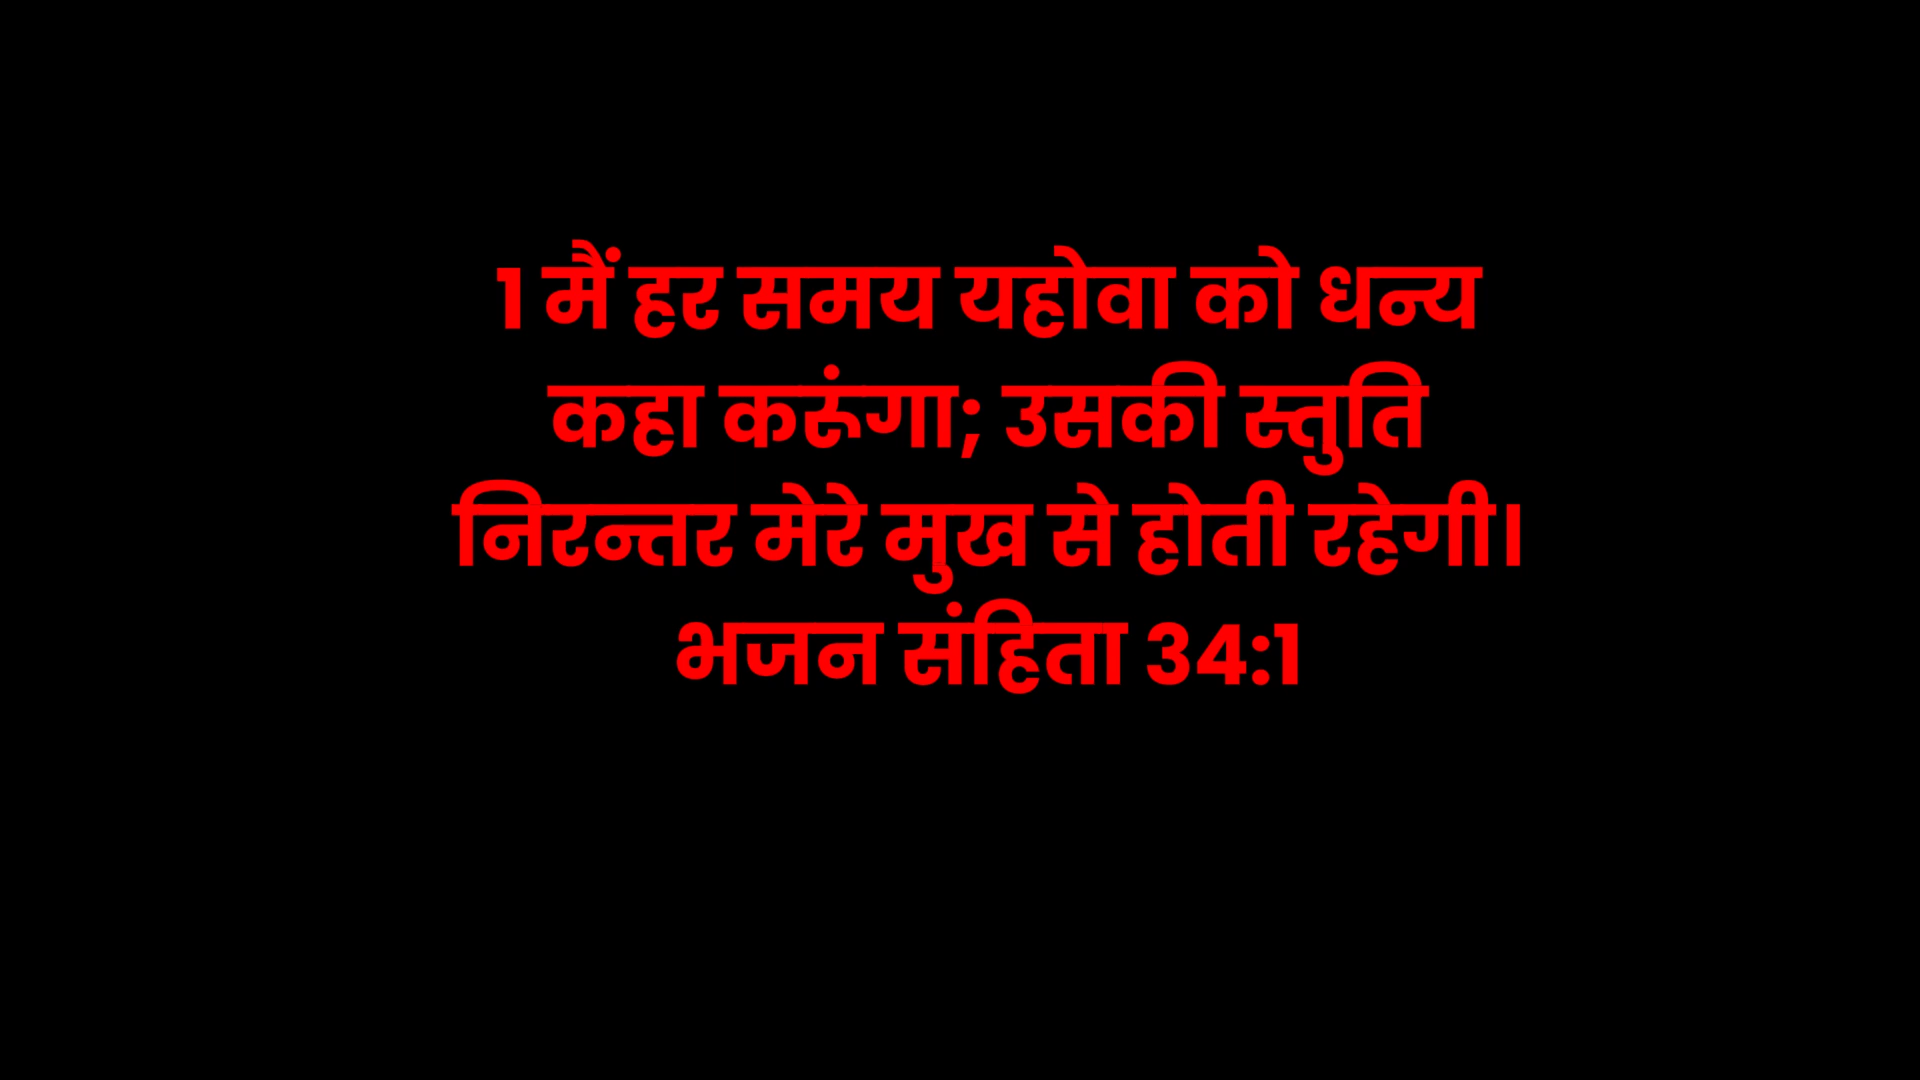 1 मैं हर समय यहोवा को धन्य
कहा करूंगा; उसकी स्तुति
निरन्तर मेरे मुख से होती रहेगी।
भजन संहिता 34:1